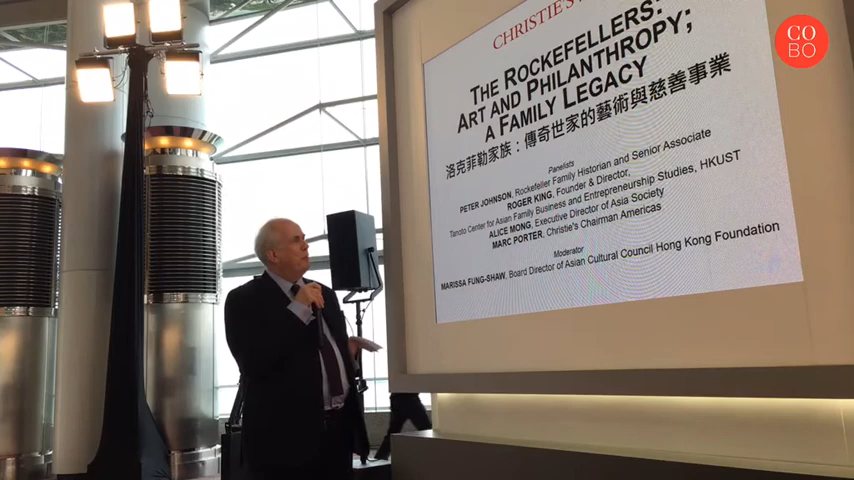 CO
BO
CHRISTIE'S
THE ROCKEFELLERS:
ART AND PHILANTHROPY;
A FAMILY LEGACY
洛克菲勒家族：傳奇世家的藝術與慈善事業
Panelists
PETER JOHNSON, Rockefeller Family Historian and Senior Associate
ROGER KING, Founder & Director,
Tanoto Center for Asian Family Business and Entrepreneurship Studies, HKUST
ALICE MONG, Executive Director of Asia Society
MARC PORTER, Christie's Chairman Americas
Moderator
MARISSA FUNG-SHAW, Board Director of Asian Cultural Council Hong Kong Foundation